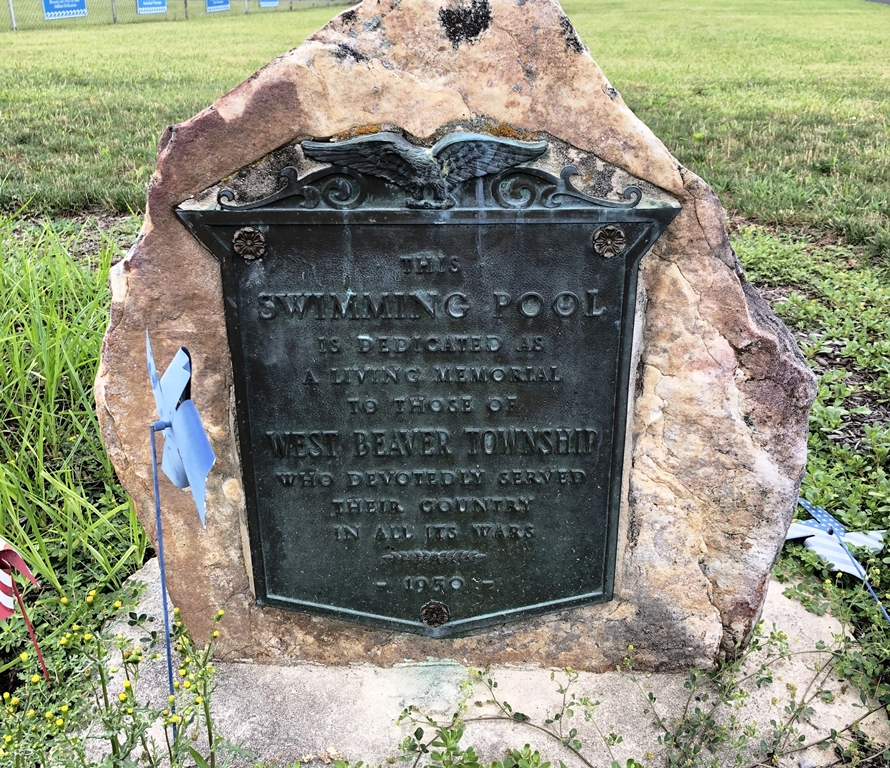 THIS
SWIMMING POOL
IS DEDICATED AS
A LIVING MEMORIAL
TO THOSE OF
WEST BEAVER TOWNSHIP
WHO DEVOTEDLY SERVED
THEIR COUNTRY
IN ALL ITS WARS
- 1950 -